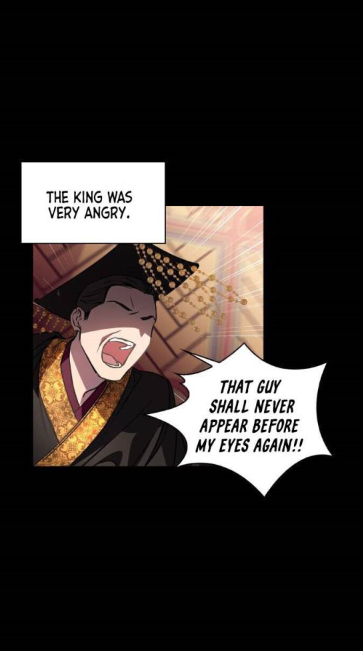 THE KING WAS
VERY ANGRY.
THAT GUY
SHALL NEVER
APPEAR BEFORE
MY EYES AGAIN!!